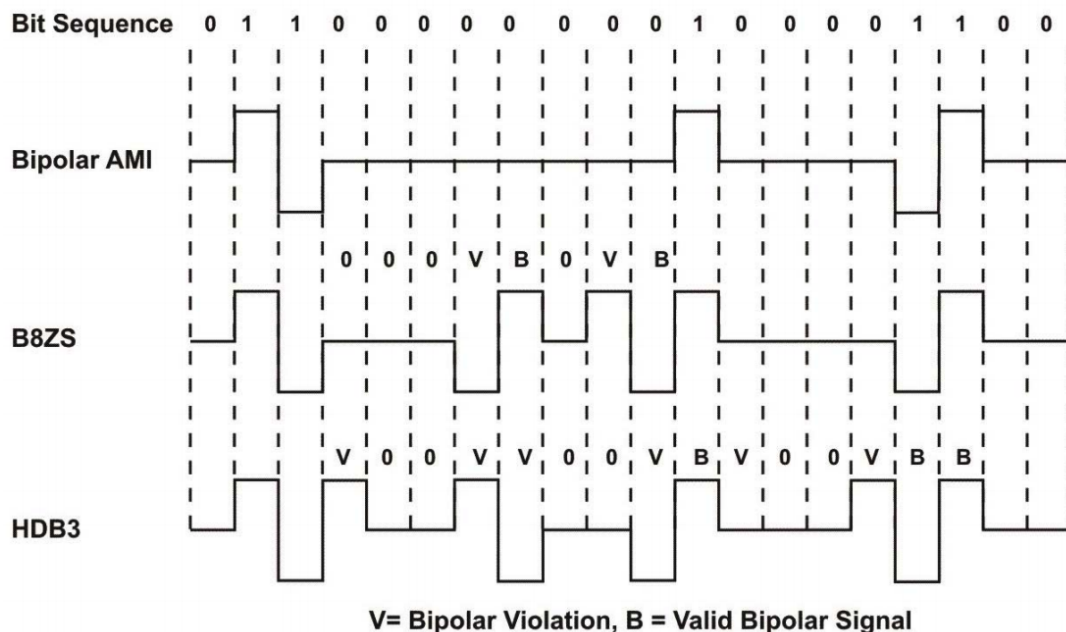 Bit Sequence 0 1 1 0 0 0 0 0 0 0 0 1 0 0 0 0 1 1 0 0
Bipolar AMI
0 0 0 V B 0 V B
B8ZS
V 0 0 V V 0 0 V B V 0 0 V B B
HDB3
V= Bipolar Violation, B = Valid Bipolar Signal